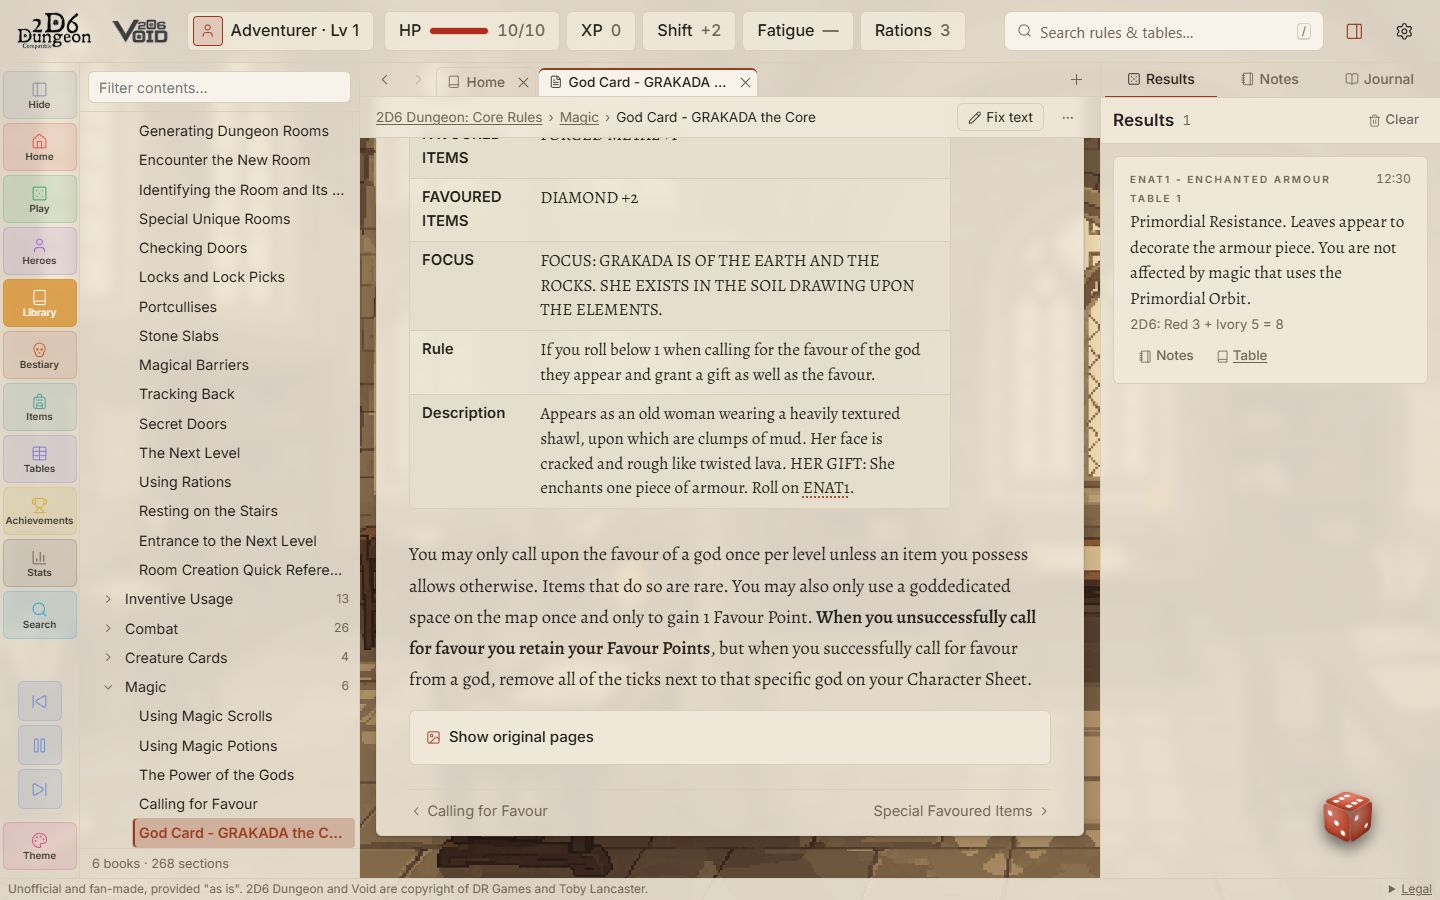 2D6 Dungeon
Compatible
2D6 VOID
Adventurer · Lv 1
HP 10/10
XP 0
Shift +2
Fatigue —
Rations 3
Search rules & tables...
/
Hide
Home
Play
Heroes
Library
Bestiary
Items
Tables
Achievements
Stats
Search
Theme
Filter contents...
Generating Dungeon Rooms
Encounter the New Room
Identifying the Room and Its ...
Special Unique Rooms
Checking Doors
Locks and Lock Picks
Portcullises
Stone Slabs
Magical Barriers
Tracking Back
Secret Doors
The Next Level
Using Rations
Resting on the Stairs
Entrance to the Next Level
Room Creation Quick Refere...
Inventive Usage 13
Combat 26
Creature Cards 4
Magic 6
Using Magic Scrolls
Using Magic Potions
The Power of the Gods
Calling for Favour
God Card - GRAKADA the C...
6 books · 268 sections
Home
God Card - GRAKADA ...
2D6 Dungeon: Core Rules › Magic › God Card - GRAKADA the Core
Fix text
...
ITEMS
FAVOURED
ITEMS
DIAMOND +2
FOCUS
FOCUS: GRAKADA IS OF THE EARTH AND THE
ROCKS. SHE EXISTS IN THE SOIL DRAWING UPON
THE ELEMENTS.
Rule
If you roll below 1 when calling for the favour of the god
they appear and grant a gift as well as the favour.
Description
Appears as an old woman wearing a heavily textured
shawl, upon which are clumps of mud. Her face is
cracked and rough like twisted lava. HER GIFT: She
enchants one piece of armour. Roll on ENAT1.
You may only call upon the favour of a god once per level unless an item you possess
allows otherwise. Items that do so are rare. You may also only use a goddedicated
space on the map once and only to gain 1 Favour Point. When you unsuccessfully call
for favour you retain your Favour Points, but when you successfully call for favour
from a god, remove all of the ticks next to that specific god on your Character Sheet.
Show original pages
Calling for Favour
Special Favoured Items
Results
Notes
Journal
Results 1
Clear
ENAT1 - ENCHANTED ARMOUR
TABLE 1
12:30
Primordial Resistance. Leaves appear to
decorate the armour piece. You are not
affected by magic that uses the
Primordial Orbit.
2D6: Red 3 + Ivory 5 = 8
Notes
Table
Unofficial and fan-made, provided "as is". 2D6 Dungeon and Void are copyright of DR Games and Toby Lancaster.
Legal